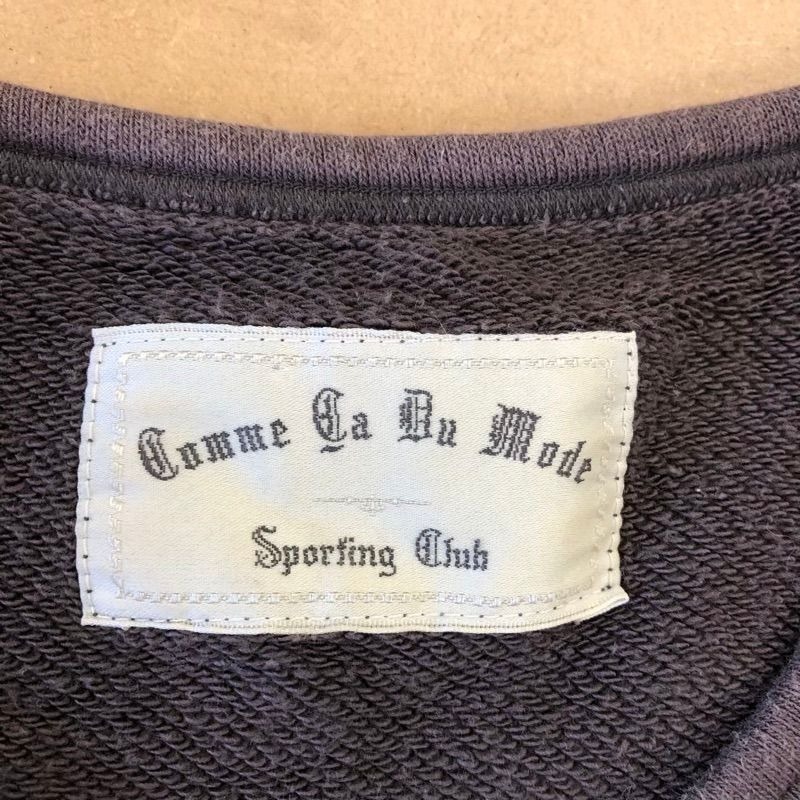 Comme Ça Du Mode
Sporting Club